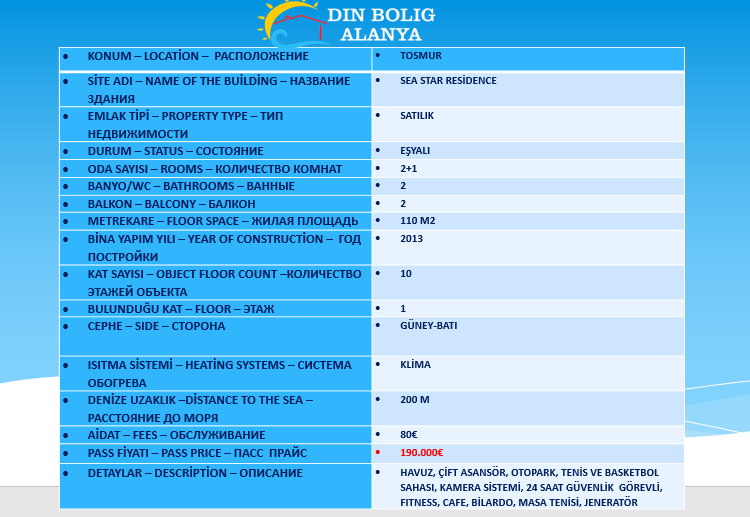 DIN BOLIG
ALANYA
• KONUM – LOCATİON – РАСПОЛОЖЕНИЕ • TOSMUR
• SİTE ADI – NAME OF THE BUİLDİNG – НАЗВАНИЕ • SEA STAR RESİDENCE
ЗДАНИЯ
• EMLAK TİPİ – PROPERTY TYPE – ТИП • SATILIK
НЕДВИЖИМОСТИ
• DURUM – STATUS – СОСТОЯНИЕ • EŞYALI
• ODA SAYISI – ROOMS – КОЛИЧЕСТВО КОМНАТ • 2+1
• BANYO/WC – BATHROOMS – ВАННЫЕ • 2
• BALKON – BALCONY – БАЛКОН • 2
• METREKARE – FLOOR SPACE – ЖИЛАЯ ПЛОЩАДЬ • 110 M2
• BİNA YAPIM YILI – YEAR OF CONSTRUCTİON – ГОД • 2013
ПОСТРОЙКИ
• KAT SAYISI – OBJECT FLOOR COUNT –КОЛИЧЕСТВО • 10
ЭТАЖЕЙ ОБЪЕКТА
• BULUNDUĞU KAT – FLOOR – ЭТАЖ • 1
• CEPHE – SIDE – СТОРОНА • GÜNEY-BATI
• ISITMA SİSTEMİ – HEATİNG SYSTEMS – СИСТЕМА • KLİMA
ОБОГРЕВА
• DENİZE UZAKLIK –DİSTANCE TO THE SEA – • 200 M
РАССТОЯНИЕ ДО МОРЯ
• AİDAT – FEES – ОБСЛУЖИВАНИЕ • 80€
• PASS FİYATI – PASS PRICE – ПАСС ПРАЙС • 190.000€
• DETAYLAR – DESCRİPTİON – ОПИСАНИЕ • HAVUZ, ÇİFT ASANSÖR, OTOPARK, TENİS VE BASKETBOL
SAHASI, KAMERA SİSTEMİ, 24 SAAT GÜVENLİK GÖREVLİ,
FITNESS, CAFE, BİLARDO, MASA TENİSİ, JENERATÖR